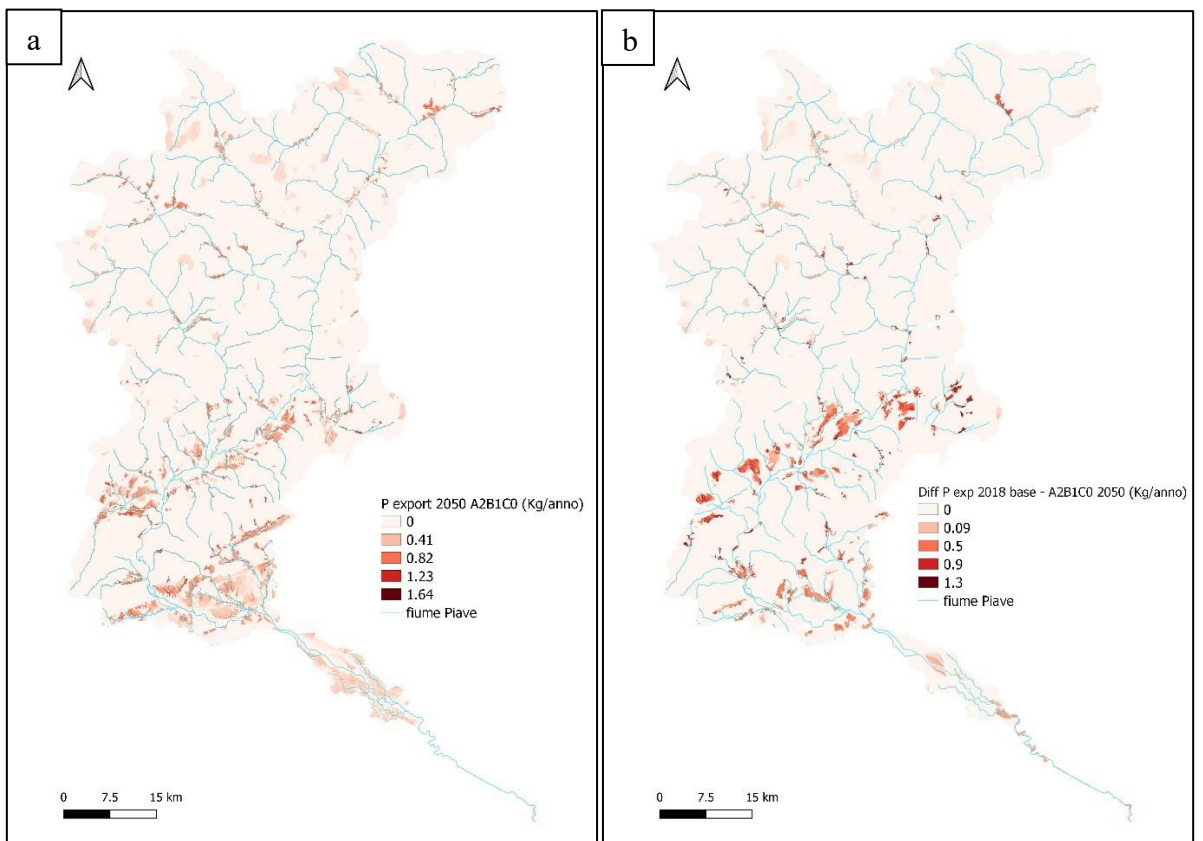 a
P export 2050 A2B1C0 (Kg/anno)
0
0.41
0.82
1.23
1.64
fiume Piave
0 7.5 15 km
b
Diff P exp 2018 base - A2B1C0 2050 (Kg/anno)
0
0.09
0.5
0.9
1.3
fiume Piave
0 7.5 15 km